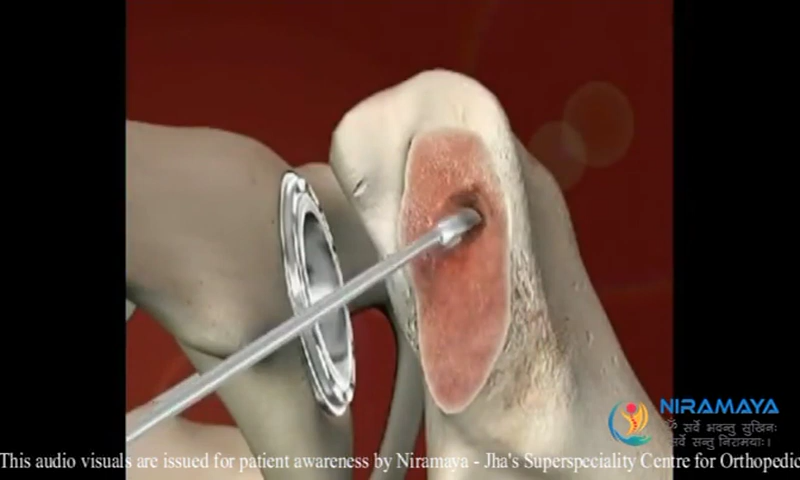 NIRAMAYA
ॐ सर्वे भवन्तु सुखिनः
सर्वे सन्तु निरामयाः।
This audio visuals are issued for patient awareness by Niramaya - Jha's Superspeciality Centre for Orthopedic